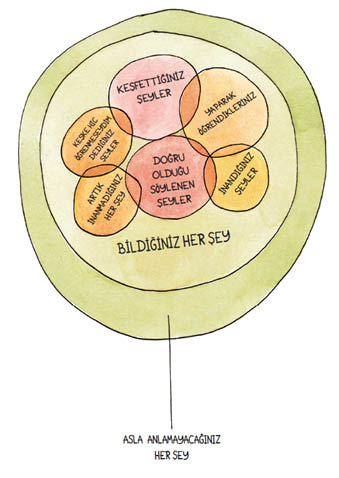 KEŞFETTİĞİNİZ
ŞEYLER
YAPARAK
ÖĞRENDİKLERİNİZ
KEŞKE HİÇ
ÖĞRENMESEYDİM
DEDİĞİNİZ
ŞEYLER
DOĞRU
OLDUĞU
SÖYLENEN
ŞEYLER
İNANDIĞINIZ
ŞEYLER
ARTIK
İNANMADIĞINIZ
HER ŞEY
BİLDİĞİNİZ HER ŞEY
ASLA ANLAMAYACAĞINIZ
HER ŞEY